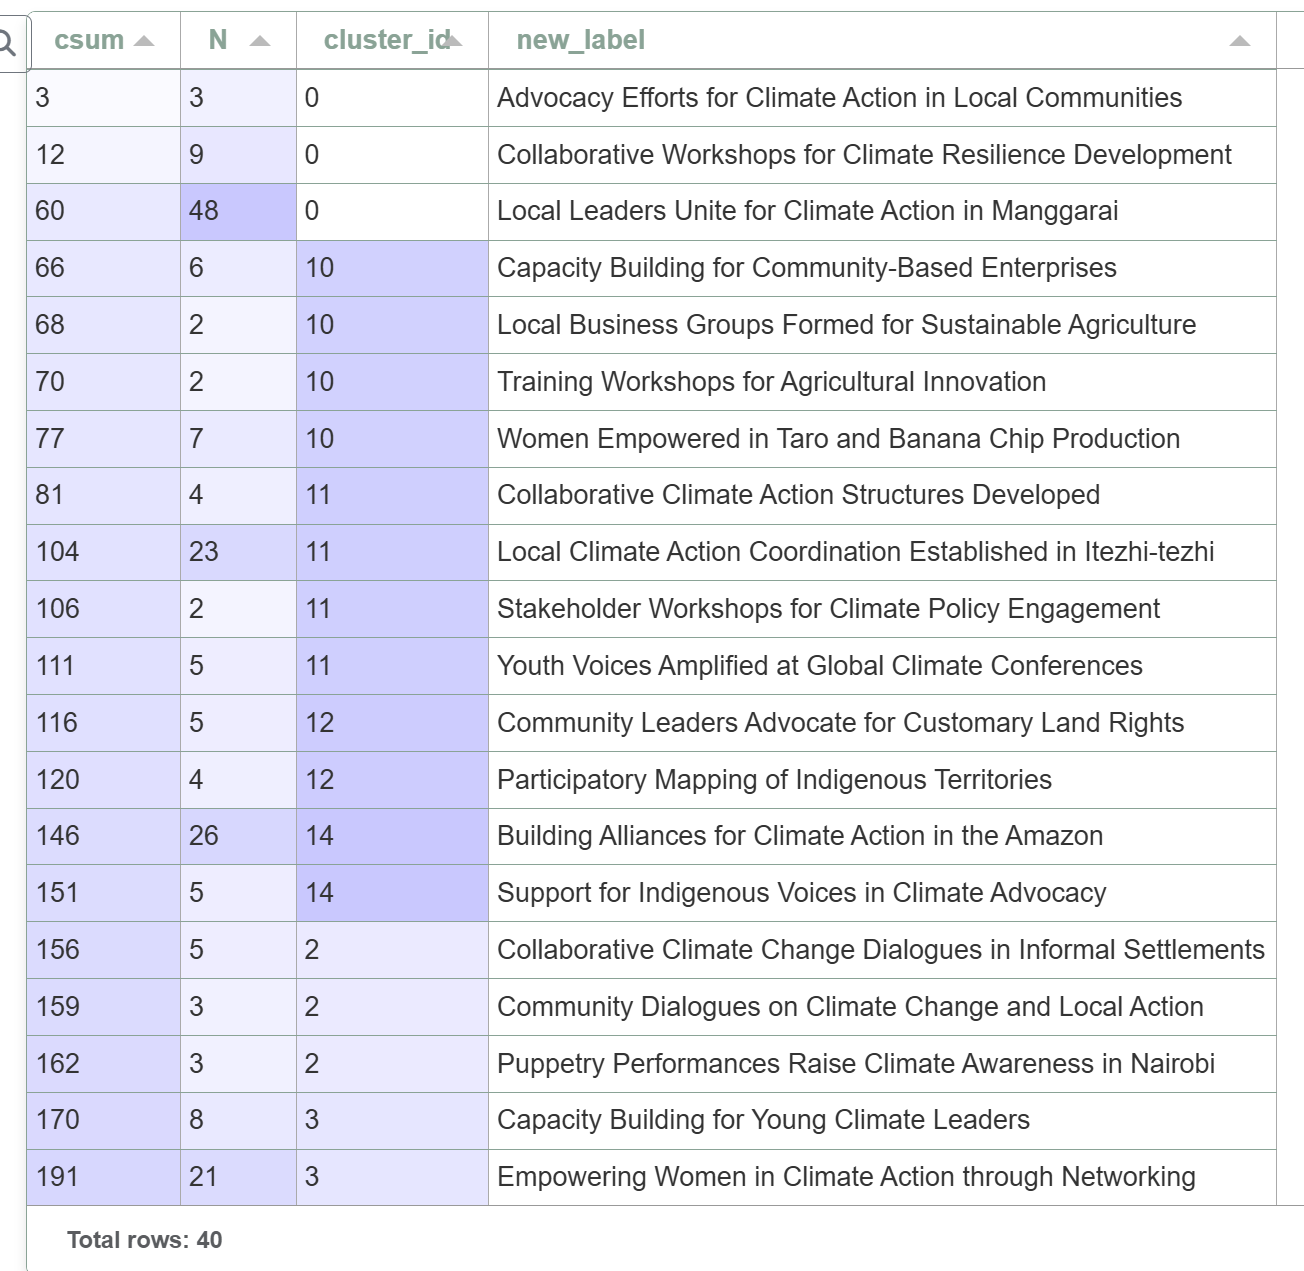 csum N cluster_id new_label
3 3 0 Advocacy Efforts for Climate Action in Local Communities
12 9 0 Collaborative Workshops for Climate Resilience Development
60 48 0 Local Leaders Unite for Climate Action in Manggarai
66 6 10 Capacity Building for Community-Based Enterprises
68 2 10 Local Business Groups Formed for Sustainable Agriculture
70 2 10 Training Workshops for Agricultural Innovation
77 7 10 Women Empowered in Taro and Banana Chip Production
81 4 11 Collaborative Climate Action Structures Developed
104 23 11 Local Climate Action Coordination Established in Itezhi-tezhi
106 2 11 Stakeholder Workshops for Climate Policy Engagement
111 5 11 Youth Voices Amplified at Global Climate Conferences
116 5 12 Community Leaders Advocate for Customary Land Rights
120 4 12 Participatory Mapping of Indigenous Territories
146 26 14 Building Alliances for Climate Action in the Amazon
151 5 14 Support for Indigenous Voices in Climate Advocacy
156 5 2 Collaborative Climate Change Dialogues in Informal Settlements
159 3 2 Community Dialogues on Climate Change and Local Action
162 3 2 Puppetry Performances Raise Climate Awareness in Nairobi
170 8 3 Capacity Building for Young Climate Leaders
191 21 3 Empowering Women in Climate Action through Networking
Total rows: 40